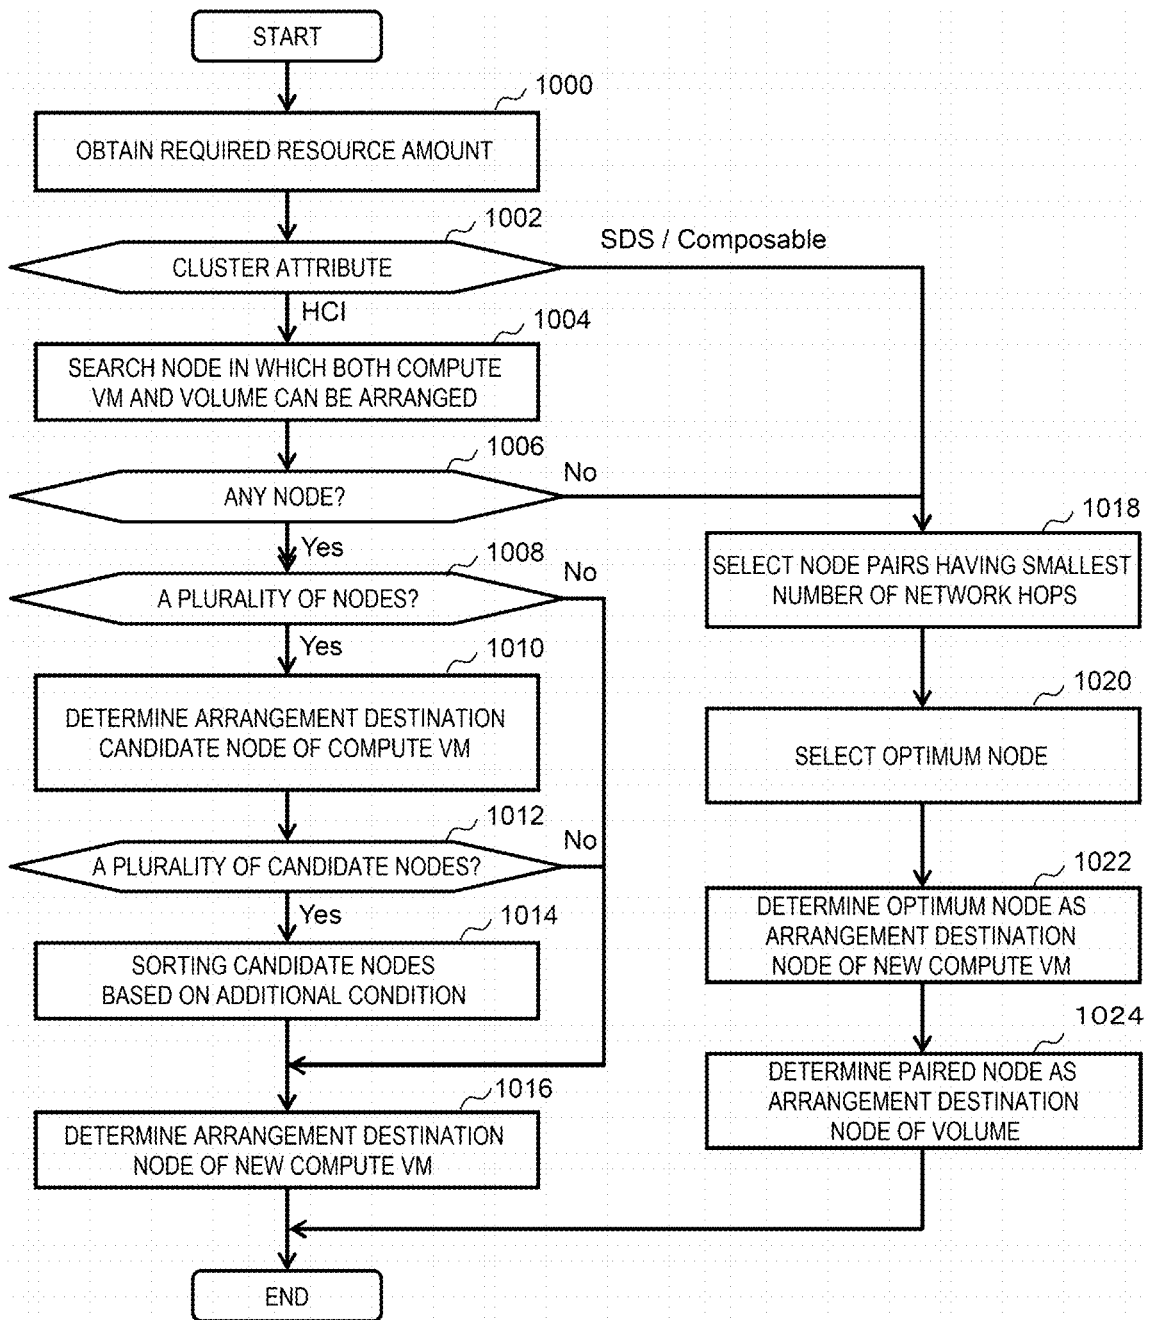 START
1000
OBTAIN REQUIRED RESOURCE AMOUNT
1002
CLUSTER ATTRIBUTE
SDS / Composable
HCI
1004
SEARCH NODE IN WHICH BOTH COMPUTE
VM AND VOLUME CAN BE ARRANGED
1006
ANY NODE?
No
Yes
1008
A PLURALITY OF NODES?
No
Yes
1010
DETERMINE ARRANGEMENT DESTINATION
CANDIDATE NODE OF COMPUTE VM
1012
A PLURALITY OF CANDIDATE NODES?
No
Yes
1014
SORTING CANDIDATE NODES
BASED ON ADDITIONAL CONDITION
1016
DETERMINE ARRANGEMENT DESTINATION
NODE OF NEW COMPUTE VM
1018
SELECT NODE PAIRS HAVING SMALLEST
NUMBER OF NETWORK HOPS
1020
SELECT OPTIMUM NODE
1022
DETERMINE OPTIMUM NODE AS
ARRANGEMENT DESTINATION
NODE OF NEW COMPUTE VM
1024
DETERMINE PAIRED NODE AS
ARRANGEMENT DESTINATION
NODE OF VOLUME
END